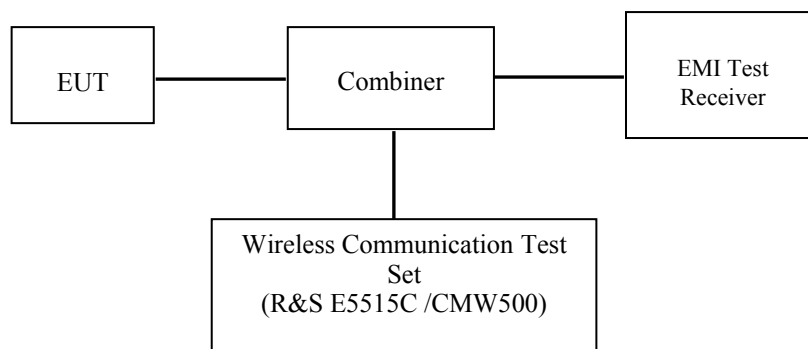 EUT
Combiner
EMI Test
Receiver
Wireless Communication Test
Set
(R&S E5515C /CMW500)